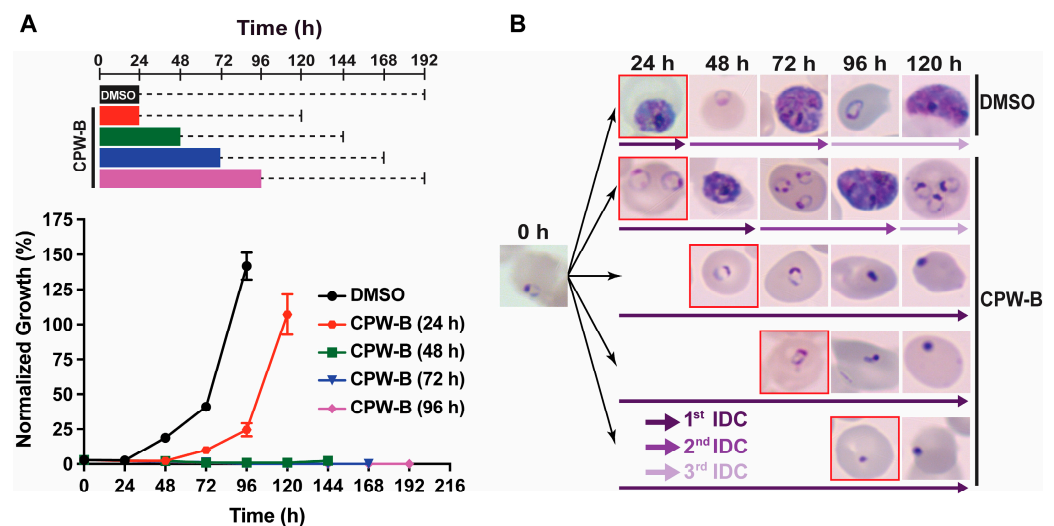 A
Time (h)
0 24 48 72 96 120 144 168 192
DMSO
CPW-B
175
150
125
100
75
50
25
0
Normalized Growth (%)
DMSO
CPW-B (24 h)
CPW-B (48 h)
CPW-B (72 h)
CPW-B (96 h)
0 24 48 72 96 120 144 168 192 216
Time (h)
B
24 h 48 h 72 h 96 h 120 h
DMSO
0 h
CPW-B
1st IDC
2nd IDC
3rd IDC